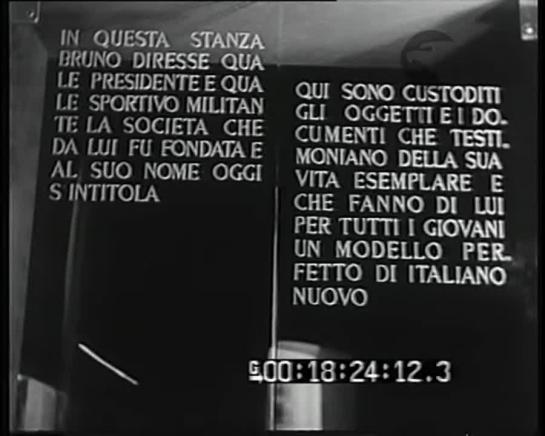 IN QUESTA STANZA
BRUNO DIRESSE QUA
LE PRESIDENTE E QUA
LE SPORTIVO MILITAN
TE LA SOCIETA CHE
DA LUI FU FONDATA E
AL SUO NOME OGGI
S INTITOLA
QUI SONO CUSTODITI
GLI OGGETTI E I DO-
CUMENTI CHE TESTI-
MONIANO DELLA SUA
VITA ESEMPLARE E
CHE FANNO DI LUI
PER TUTTI I GIOVANI
UN MODELLO PER-
FETTO DI ITALIANO
NUOVO
00:18:24:12.3